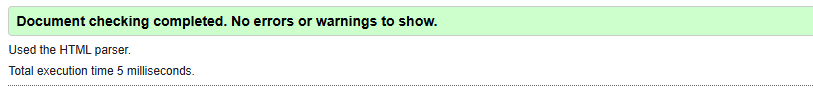 Document checking completed. No errors or warnings to show.
Used the HTML parser.
Total execution time 5 milliseconds.